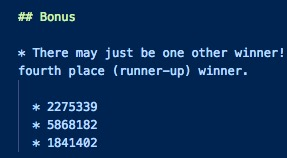 ## Bonus
* There may just be one other winner!
fourth place (runner-up) winner.
* 2275339
* 5868182
* 1841402